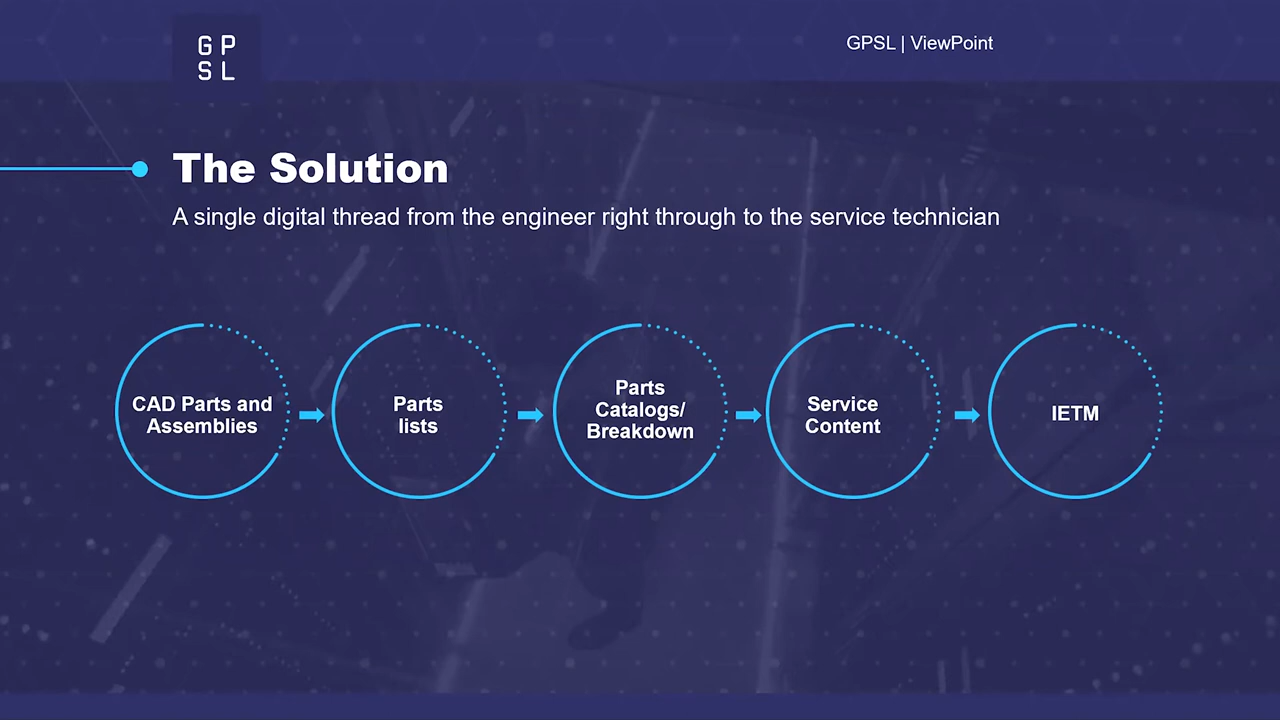 G P
S L
GPSL | ViewPoint
The Solution
A single digital thread from the engineer right through to the service technician
CAD Parts and
Assemblies
Parts
lists
Parts
Catalogs/
Breakdown
Service
Content
IETM